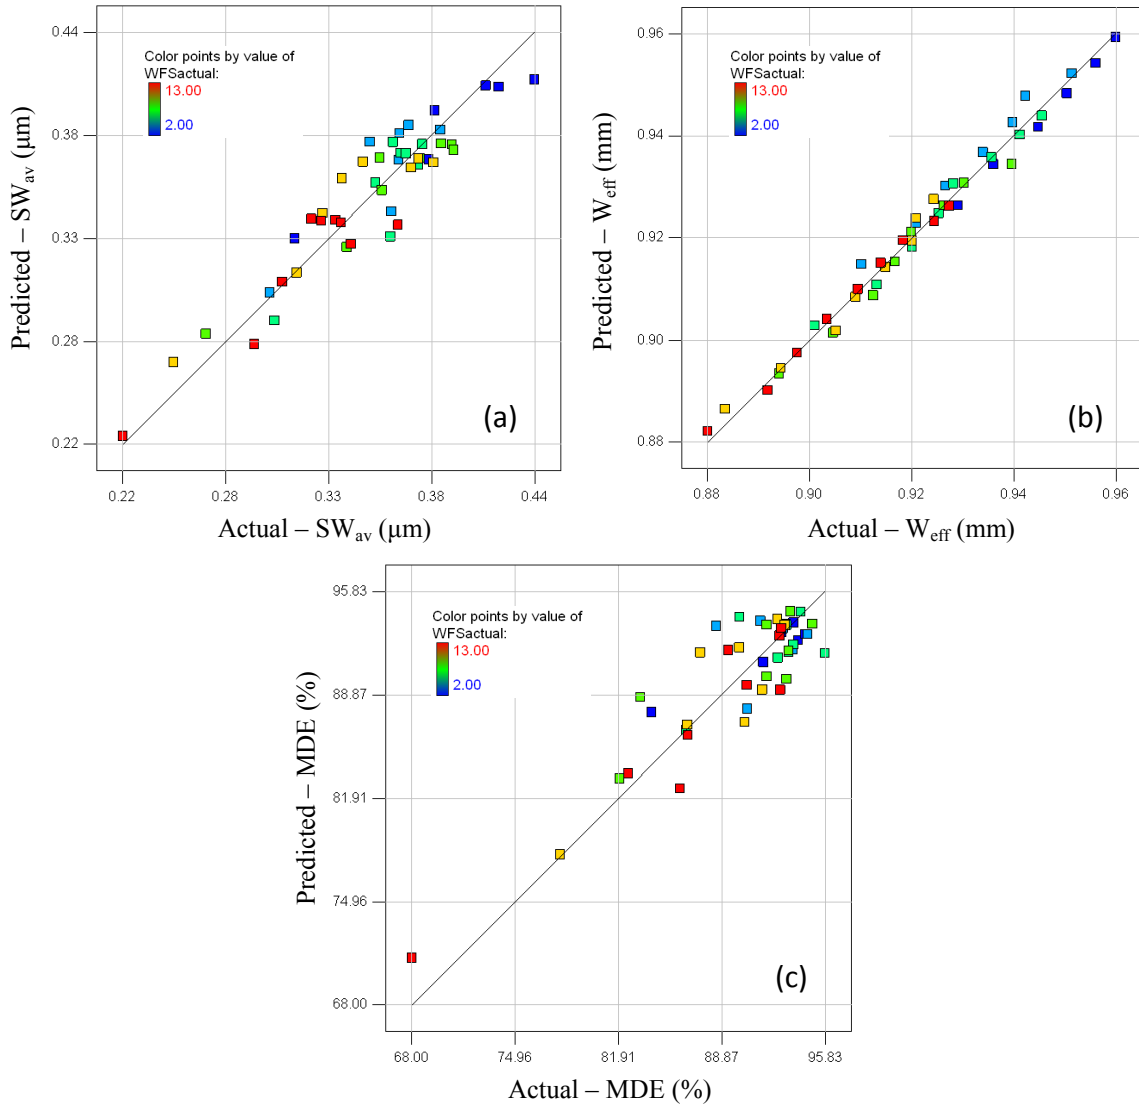 0.44
0.38
0.33
0.28
0.22
Predicted – SWav (µm)
Color points by value of
WFSactual:
13.00
2.00
(a)
0.22 0.28 0.33 0.38 0.44
Actual – SWav (µm)
0.96
0.94
0.92
0.90
0.88
Predicted – Weff (mm)
Color points by value of
WFSactual:
13.00
2.00
(b)
0.88 0.90 0.92 0.94 0.96
Actual – Weff (mm)
95.83
88.87
81.91
74.96
68.00
Predicted – MDE (%)
Color points by value of
WFSactual:
13.00
2.00
(c)
68.00 74.96 81.91 88.87 95.83
Actual – MDE (%)